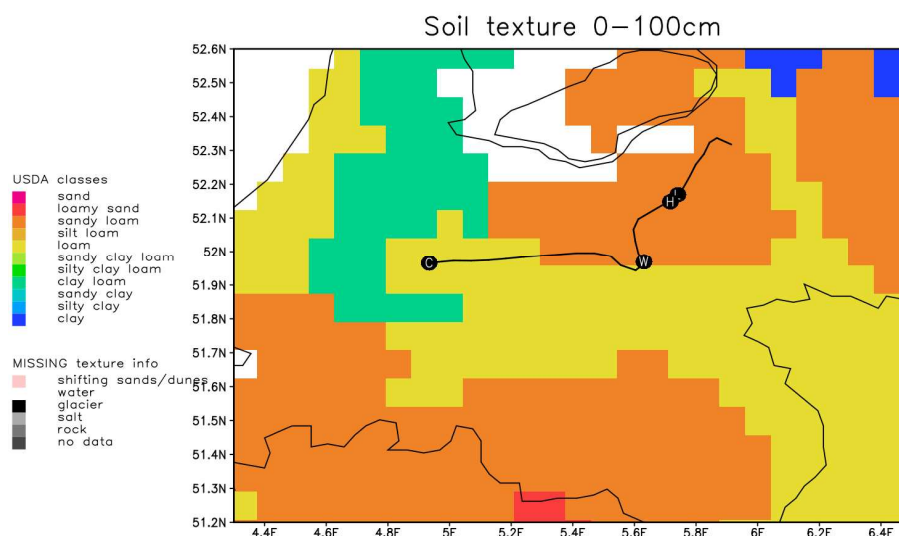 Soil texture 0-100cm
USDA classes
sand
loamy sand
sandy loam
silt loam
loam
sandy clay loam
silty clay loam
clay loam
sandy clay
silty clay
clay
MISSING texture info
shifting sands/dunes
water
glacier
salt
rock
no data
52.6N
52.5N
52.4N
52.3N
52.2N
52.1N
52N
51.9N
51.8N
51.7N
51.6N
51.5N
51.4N
51.3N
51.2N
L
H
C
W
4.4E
4.6E
4.8E
5E
5.2E
5.4E
5.6E
5.8E
6E
6.2E
6.4E